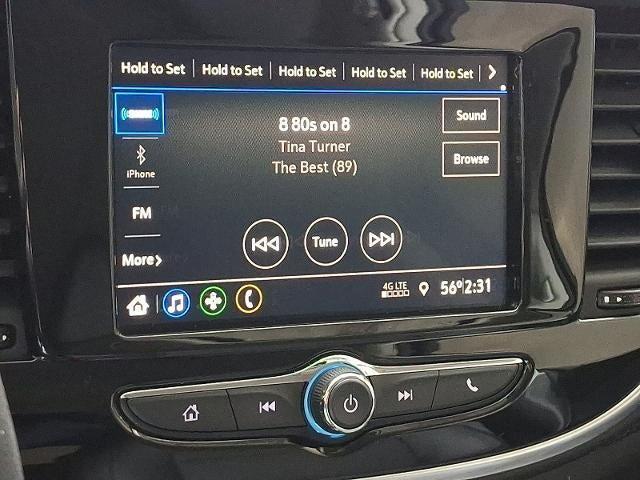 Hold to Set Hold to Set Hold to Set Hold to Set Hold to Set
8 80s on 8
Tina Turner
The Best (89)
Sound
Browse
iPhone
FM
More
Tune
4G LTE
56° 2:31